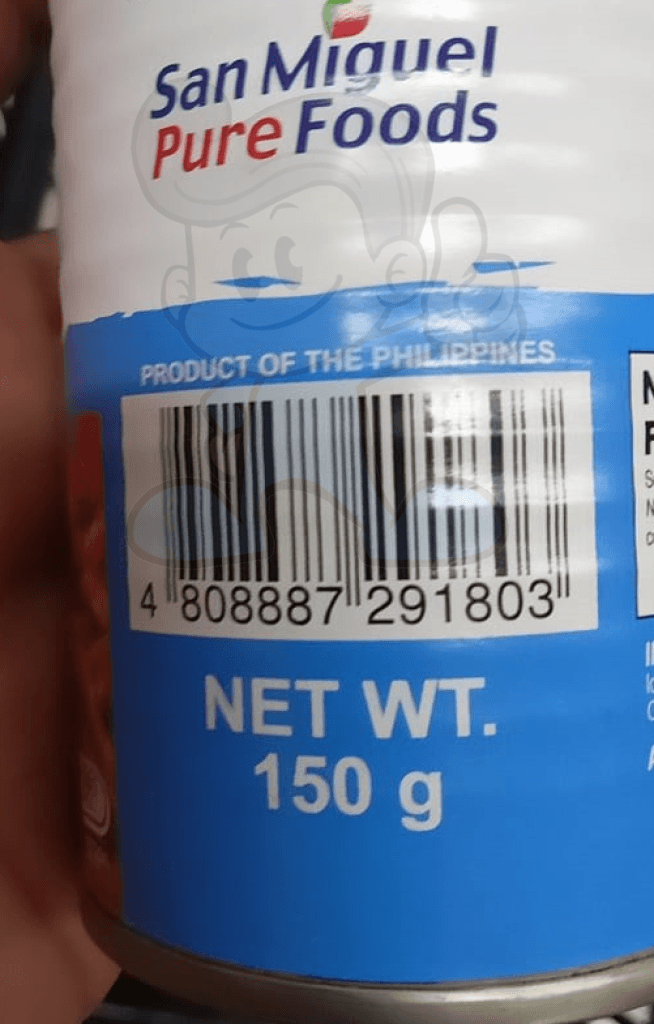 San Miguel
Pure Foods
PRODUCT OF THE PHILIPPINES
4 808887 291803
NET WT.
150 g